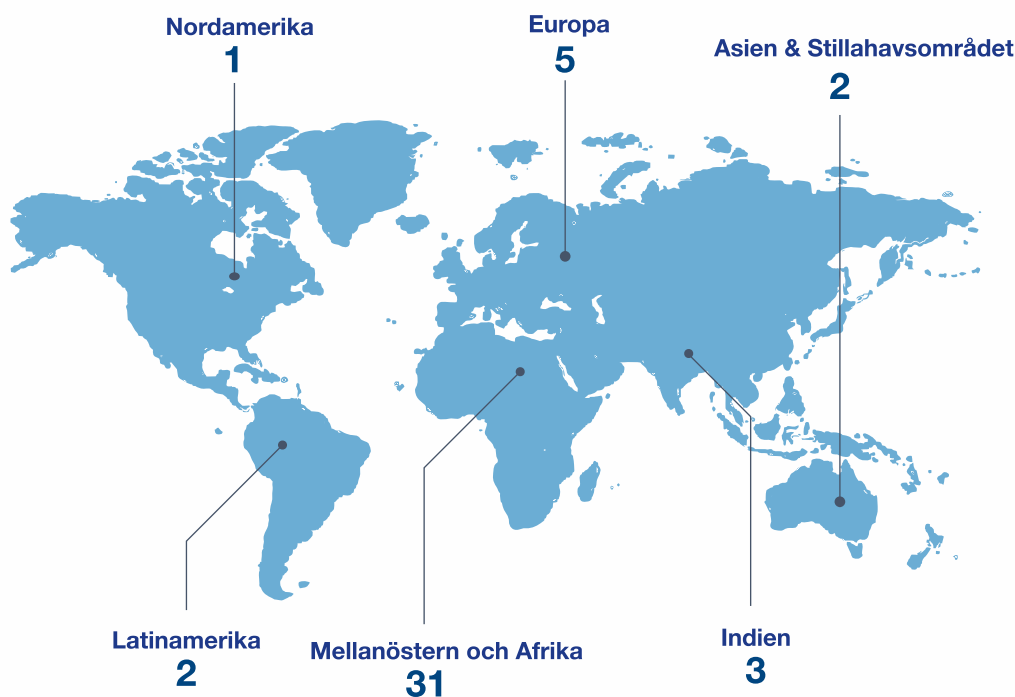 Nordamerika
1
Europa
5
Asien & Stillahavsområdet
2
Latinamerika
2
Mellanöstern och Afrika
31
Indien
3